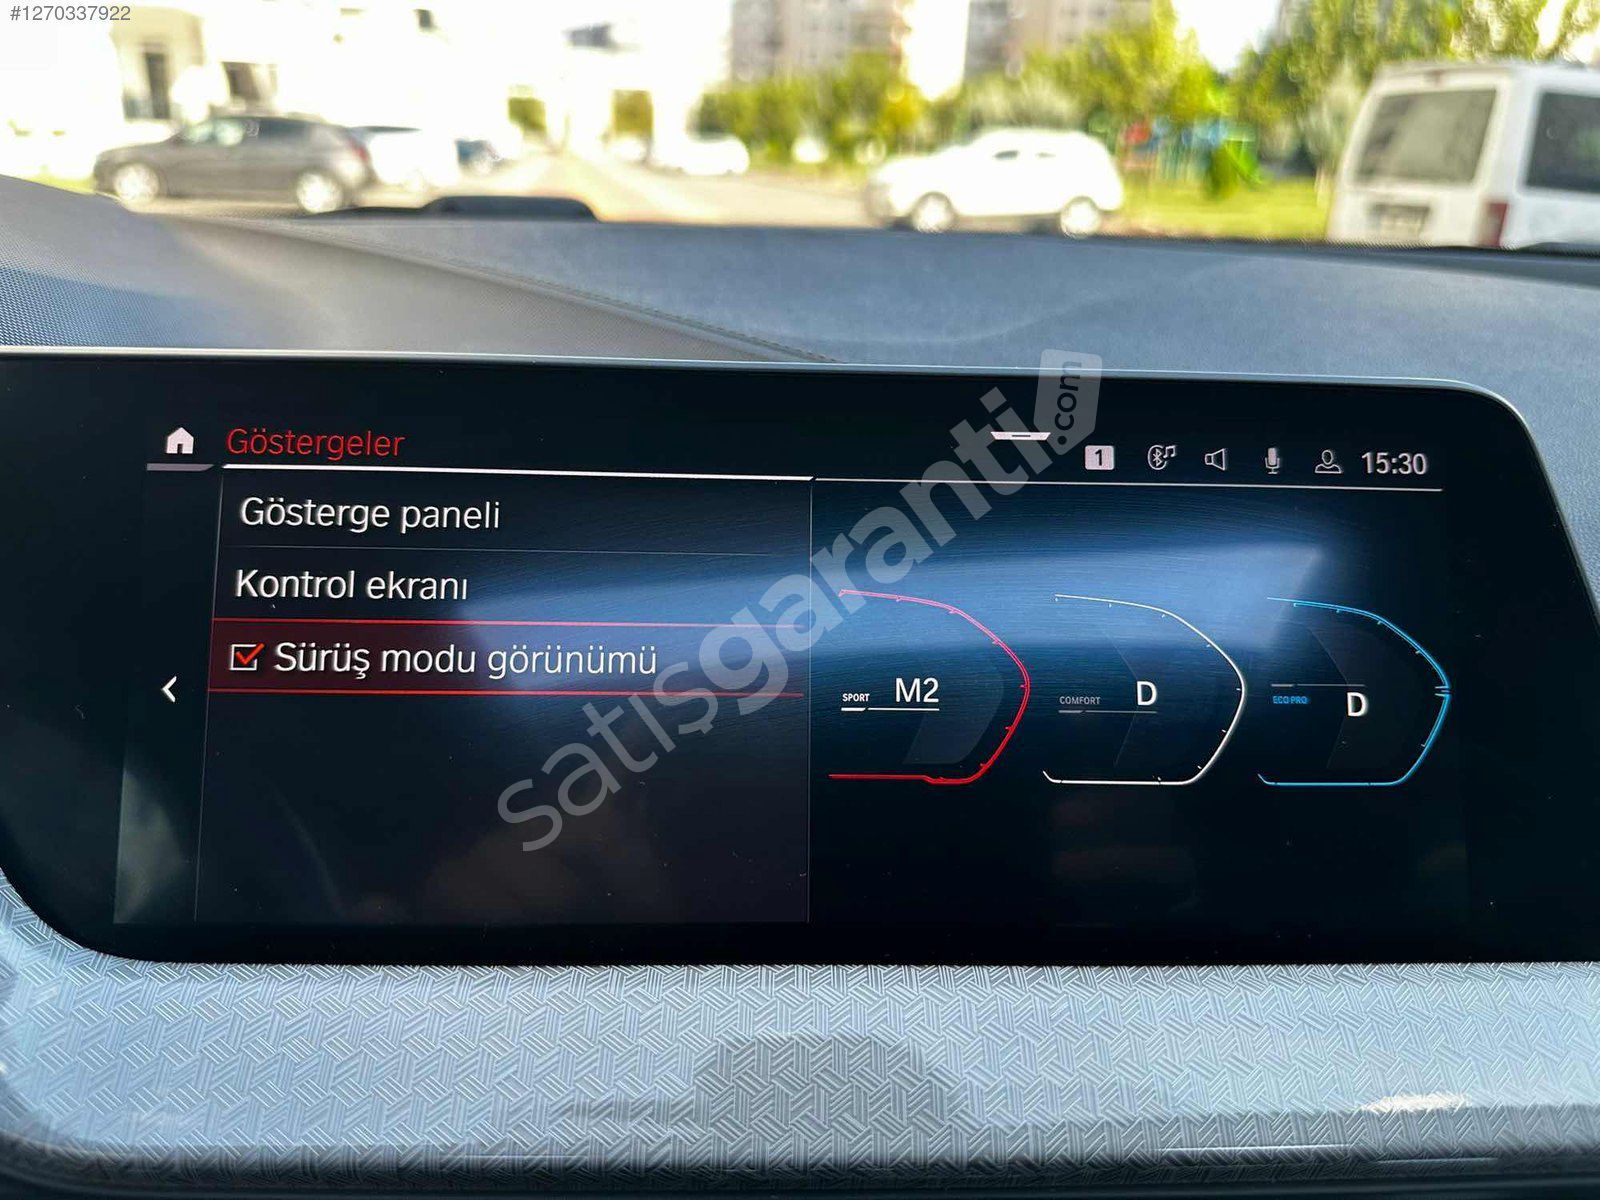 #1270337922
Göstergeler
1
15:30
Gösterge paneli
Kontrol ekranı
Sürüş modu görünümü
SPORT M2
COMFORT D
ECO PRO D
satışgaranti.com